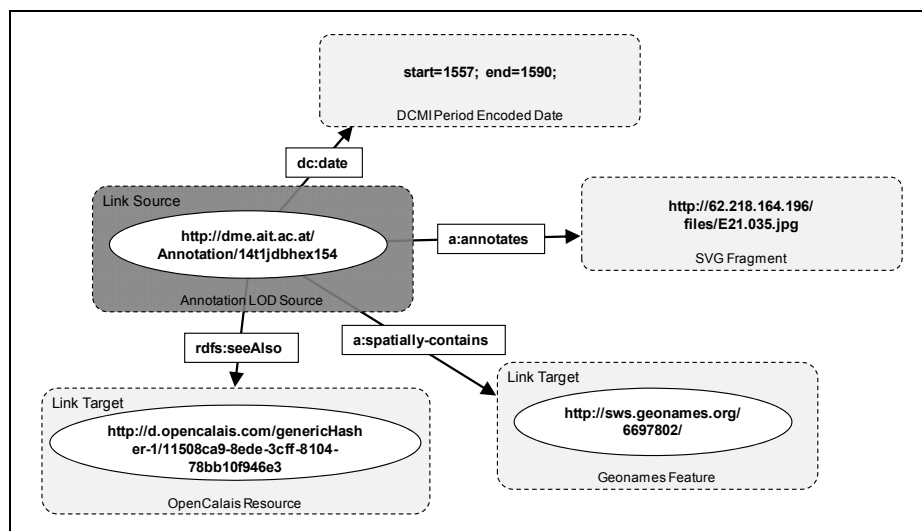 start=1557; end=1590;
DCMI Period Encoded Date
dc:date
Link Source
http://dme.ait.ac.at/
Annotation/14t1jdbhex154
Annotation LOD Source
a:annotates
http://62.218.164.196/
files/E21.035.jpg
SVG Fragment
rdfs:seeAlso
a:spatially-contains
Link Target
http://d.opencalais.com/genericHash
er-1/11508ca9-8ede-3cff-8104-
78bb10f946e3
OpenCalais Resource
Link Target
http://sws.geonames.org/
6697802/
Geonames Feature